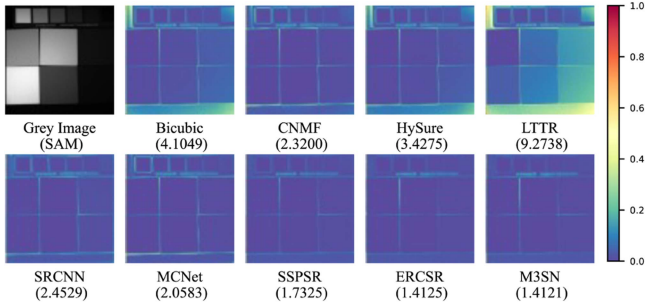 Grey Image Bicubic CNMF HySure LTTR
(SAM) (4.1049) (2.3200) (3.4275) (9.2738)
SRCNN MCNet SSPSR ERCSR M3SN
(2.4529) (2.0583) (1.7325) (1.4125) (1.4121)
1.0
0.8
0.6
0.4
0.2
0.0